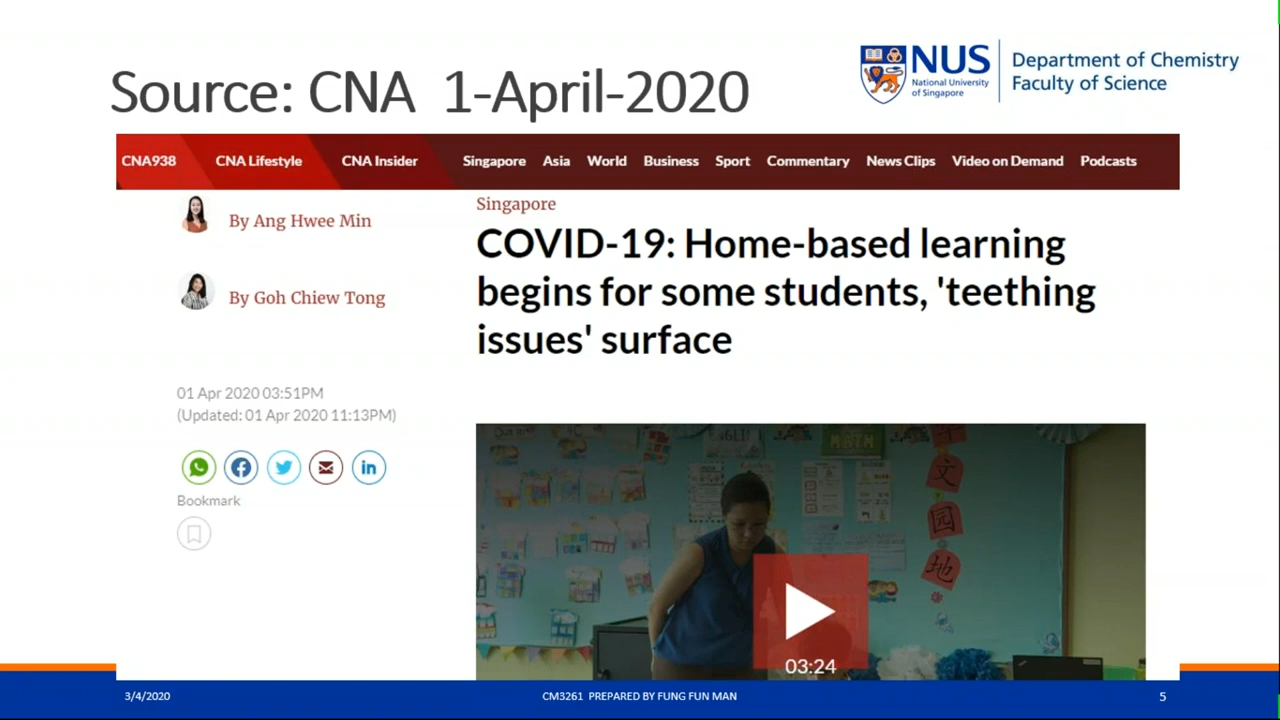 Source: CNA 1-April-2020
NUS
National University
of Singapore
Department of Chemistry
Faculty of Science
CNA938 CNA Lifestyle CNA Insider Singapore Asia World Business Sport Commentary News Clips Video on Demand Podcasts
By Ang Hwee Min
By Goh Chiew Tong
01 Apr 2020 03:51PM
(Updated: 01 Apr 2020 11:13PM)
Bookmark
Singapore
COVID-19: Home-based learning
begins for some students, 'teething
issues' surface
MATH
文
园
地
03:24
3/4/2020
CM3261 PREPARED BY FUNG FUN MAN
5